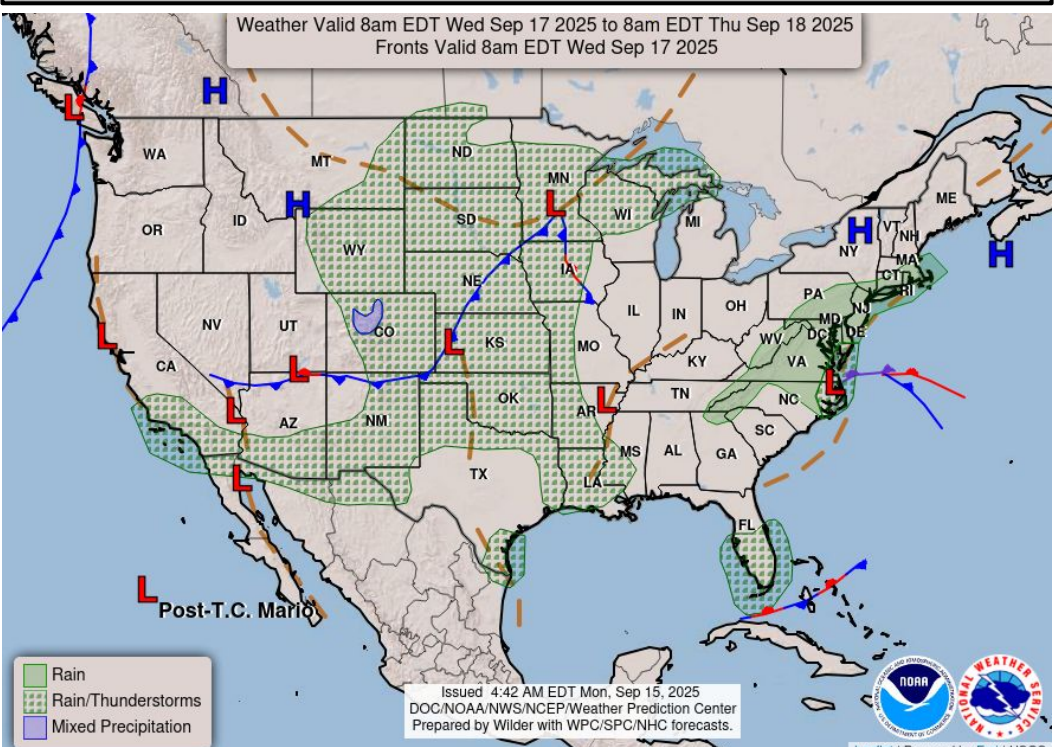 Weather Valid 8am EDT Wed Sep 17 2025 to 8am EDT Thu Sep 18 2025
Fronts Valid 8am EDT Wed Sep 17 2025
L
H
WA
MT
ND
MN
ME
H
OR
ID
WY
SD
L
WI
MI
H
VT
NH
NY
MA
CT
RI
H
NE
IA
PA
NJ
NV
UT
CO
IL
IN
OH
MD
DE
DC
WV
L
CA
L
L
KS
MO
KY
VA
L
L
AZ
NM
OK
AR
L
TN
NC
L
TX
LA
MS
AL
GA
SC
FL
L
Post-T.C. Mario
Rain
Rain/Thunderstorms
Mixed Precipitation
Issued 4:42 AM EDT Mon, Sep 15, 2025
DOC/NOAA/NWS/NCEP/Weather Prediction Center
Prepared by Wilder with WPC/SPC/NHC forecasts.
NOAA
NATIONAL WEATHER SERVICE